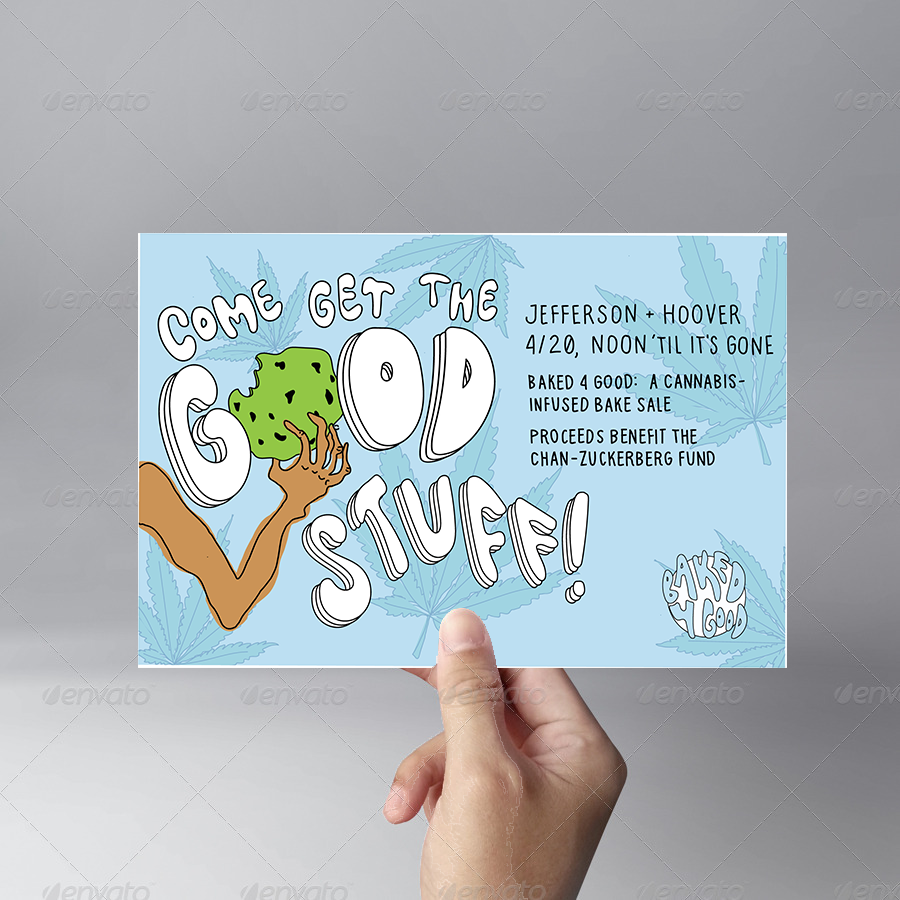 COME GET THE
GOOD
STUFF!
JEFFERSON + HOOVER
4/20, NOON 'TIL IT'S GONE
BAKED 4 GOOD: A CANNABIS-
INFUSED BAKE SALE
PROCEEDS BENEFIT THE
CHAN-ZUCKERBERG FUND
BAKED
4 GOOD
envato